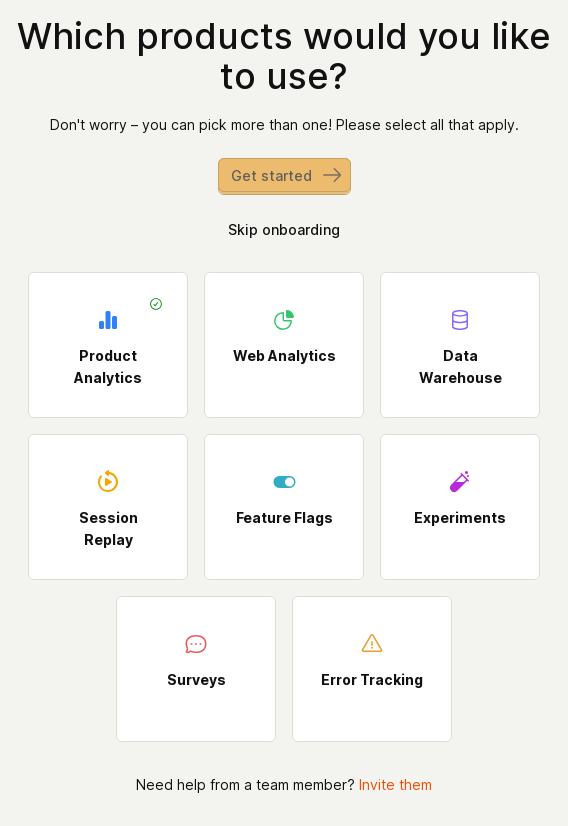 Which products would you like
to use?
Don't worry – you can pick more than one! Please select all that apply.
Get started
Skip onboarding
Product
Analytics
Web Analytics
Data
Warehouse
Session
Replay
Feature Flags
Experiments
Surveys
Error Tracking
Need help from a team member? Invite them